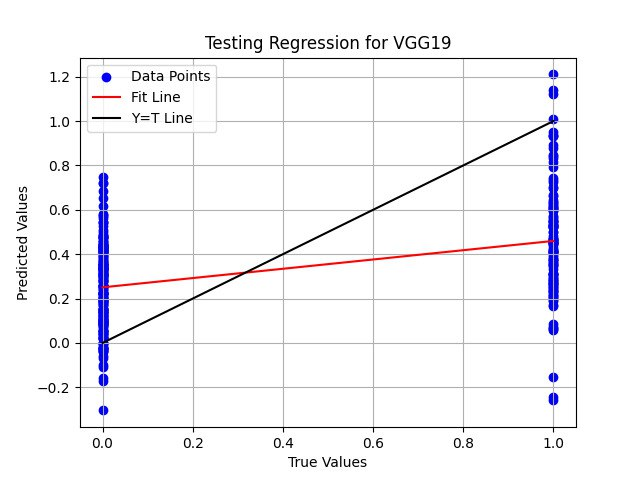 Testing Regression for VGG19
Data Points
Fit Line
Y=T Line
1.2
1.0
0.8
0.6
0.4
0.2
0.0
−0.2
Predicted Values
0.0 0.2 0.4 0.6 0.8 1.0
True Values